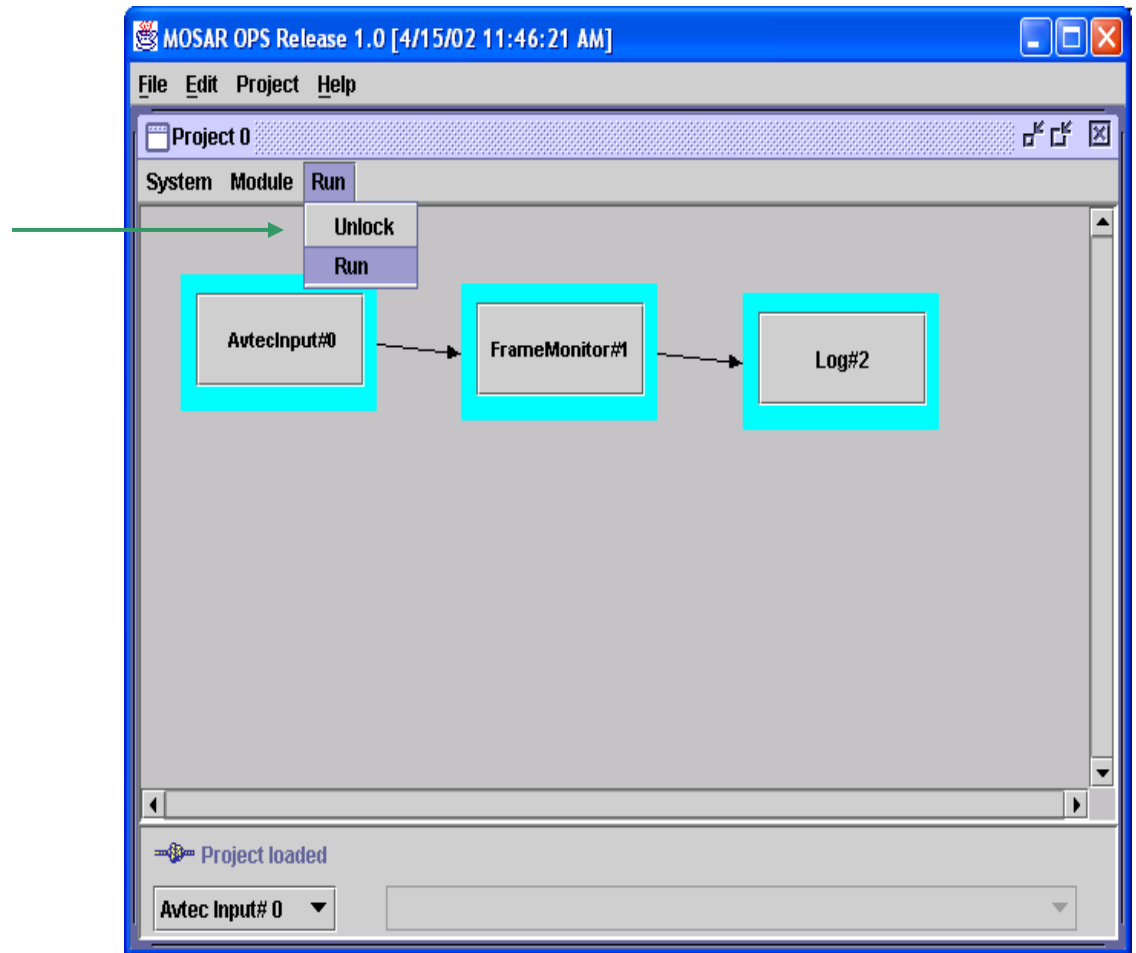 MOSAR OPS Release 1.0 [4/15/02 11:46:21 AM]
File Edit Project Help
Project 0
System Module Run
Unlock
Run
AvtecInput#0
FrameMonitor#1
Log#2
Project loaded
Avtec Input# 0